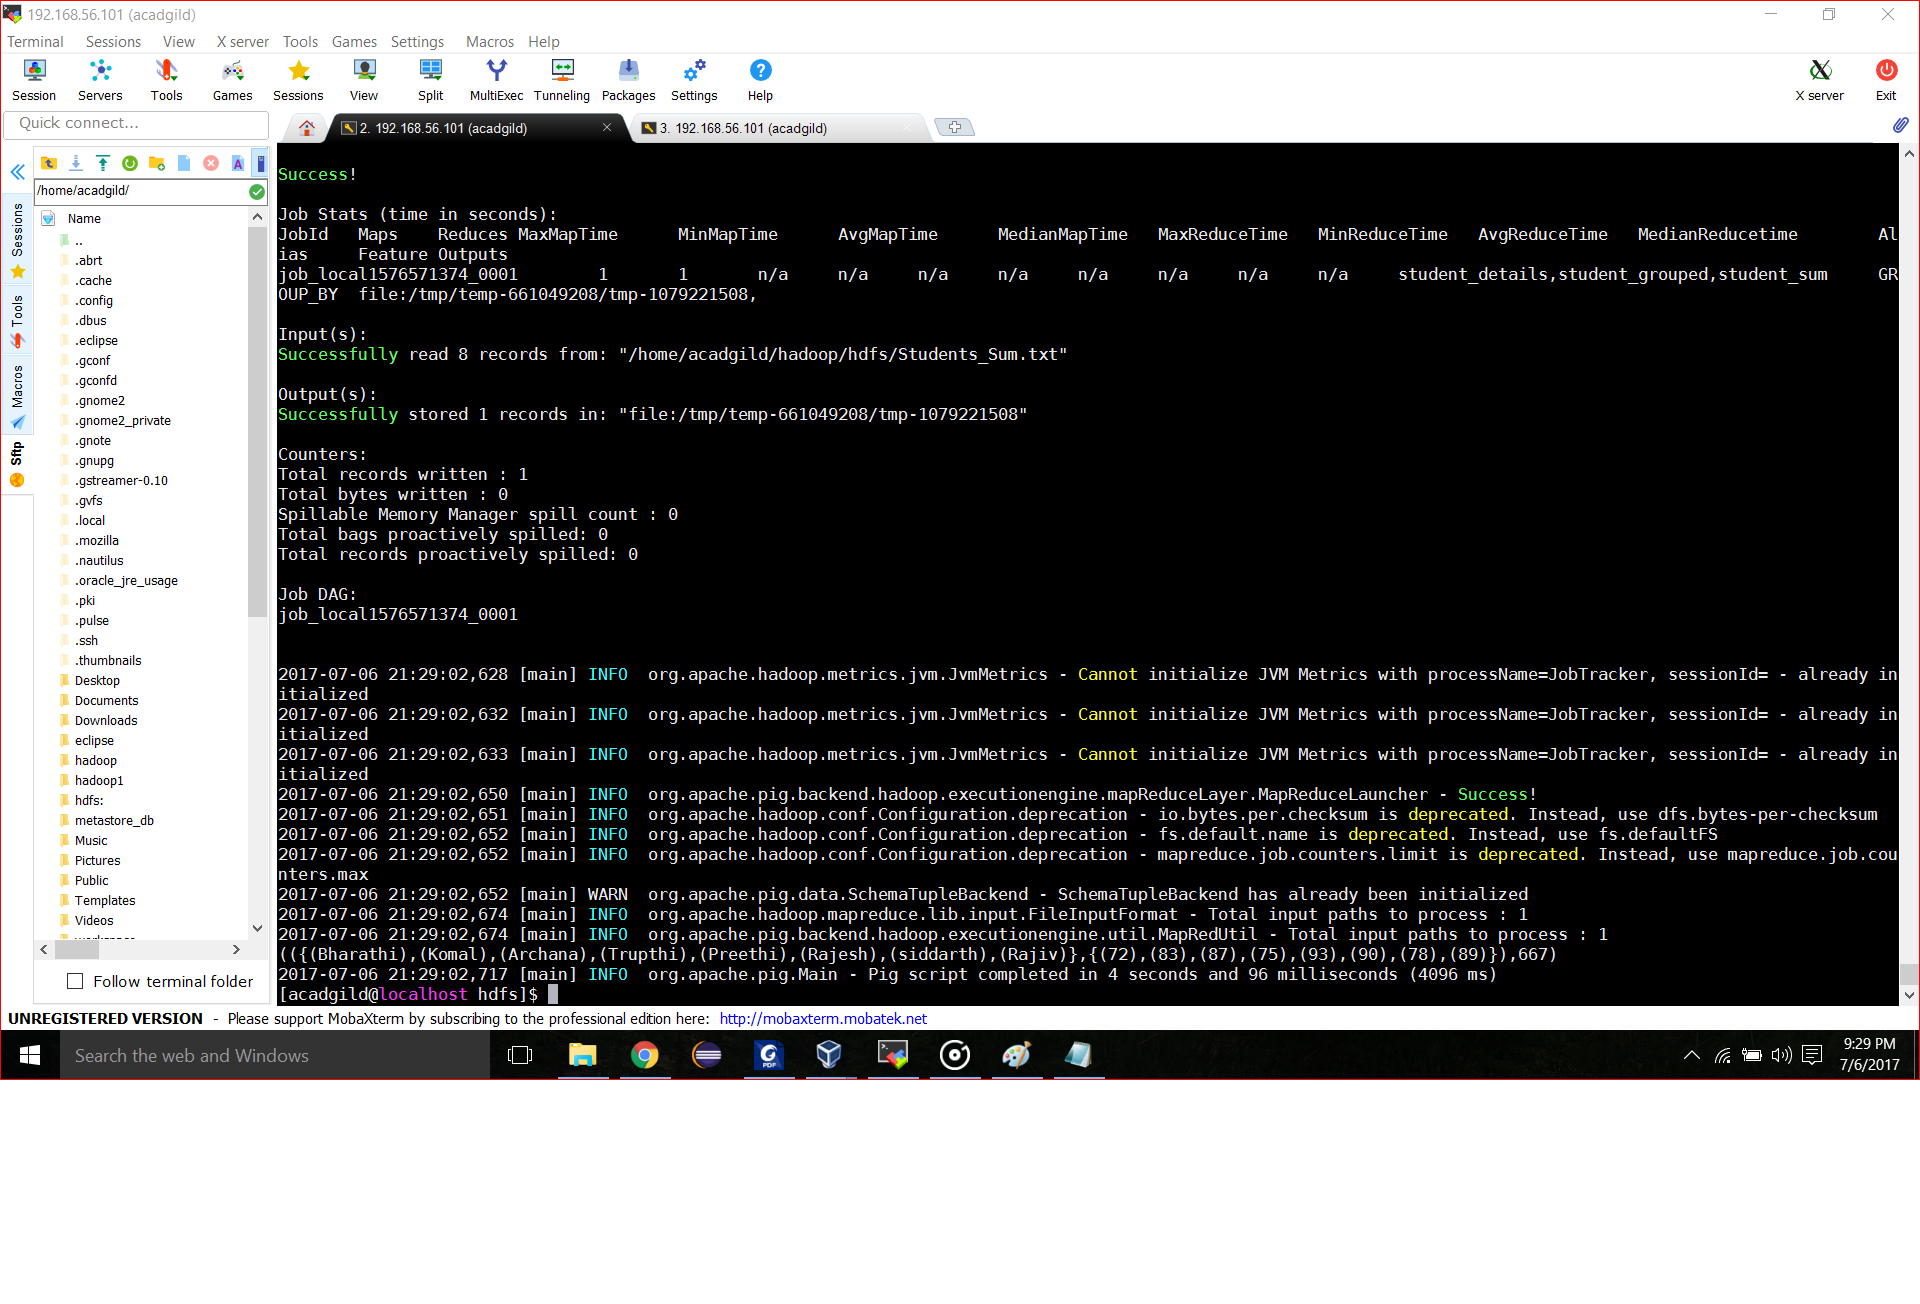 192.168.56.101 (acadgild)
Terminal Sessions View X server Tools Games Settings Macros Help
Session Servers Tools Games Sessions View Split MultiExec Tunneling Packages Settings Help X server Exit
Quick connect...
2. 192.168.56.101 (acadgild)
3. 192.168.56.101 (acadgild)
Sessions
Tools
Macros
Sftp
/home/acadgild/
Name
..
.abrt
.cache
.config
.dbus
.eclipse
.gconf
.gconfd
.gnome2
.gnome2_private
.gnote
.gnupg
.gstreamer-0.10
.gvfs
.local
.mozilla
.nautilus
.oracle_jre_usage
.pki
.pulse
.ssh
.thumbnails
Desktop
Documents
Downloads
eclipse
hadoop
hadoop1
hdfs:
metastore_db
Music
Pictures
Public
Templates
Videos
Follow terminal folder
Success!
Job Stats (time in seconds):
JobId Maps Reduces MaxMapTime MinMapTime AvgMapTime MedianMapTime MaxReduceTime MinReduceTime AvgReduceTime MedianReducetime Al
ias Feature Outputs
job_local1576571374_0001 1 1 n/a n/a n/a n/a n/a n/a n/a n/a student_details,student_grouped,student_sum GR
OUP_BY file:/tmp/temp-661049208/tmp-1079221508,
Input(s):
Successfully read 8 records from: "/home/acadgild/hadoop/hdfs/Students_Sum.txt"
Output(s):
Successfully stored 1 records in: "file:/tmp/temp-661049208/tmp-1079221508"
Counters:
Total records written : 1
Total bytes written : 0
Spillable Memory Manager spill count : 0
Total bags proactively spilled: 0
Total records proactively spilled: 0
Job DAG:
job_local1576571374_0001
2017-07-06 21:29:02,628 [main] INFO org.apache.hadoop.metrics.jvm.JvmMetrics - Cannot initialize JVM Metrics with processName=JobTracker, sessionId= - already in
itialized
2017-07-06 21:29:02,632 [main] INFO org.apache.hadoop.metrics.jvm.JvmMetrics - Cannot initialize JVM Metrics with processName=JobTracker, sessionId= - already in
itialized
2017-07-06 21:29:02,633 [main] INFO org.apache.hadoop.metrics.jvm.JvmMetrics - Cannot initialize JVM Metrics with processName=JobTracker, sessionId= - already in
itialized
2017-07-06 21:29:02,650 [main] INFO org.apache.pig.backend.hadoop.executionengine.mapReduceLayer.MapReduceLauncher - Success!
2017-07-06 21:29:02,651 [main] INFO org.apache.hadoop.conf.Configuration.deprecation - io.bytes.per.checksum is deprecated. Instead, use dfs.bytes-per-checksum
2017-07-06 21:29:02,652 [main] INFO org.apache.hadoop.conf.Configuration.deprecation - fs.default.name is deprecated. Instead, use fs.defaultFS
2017-07-06 21:29:02,652 [main] INFO org.apache.hadoop.conf.Configuration.deprecation - mapreduce.job.counters.limit is deprecated. Instead, use mapreduce.job.cou
nters.max
2017-07-06 21:29:02,652 [main] WARN org.apache.pig.data.SchemaTupleBackend - SchemaTupleBackend has already been initialized
2017-07-06 21:29:02,674 [main] INFO org.apache.hadoop.mapreduce.lib.input.FileInputFormat - Total input paths to process : 1
2017-07-06 21:29:02,674 [main] INFO org.apache.pig.backend.hadoop.executionengine.util.MapRedUtil - Total input paths to process : 1
(({(Bharathi),(Komal),(Archana),(Trupthi),(Preethi),(Rajesh),(siddarth),(Rajiv)},{(72),(83),(87),(75),(93),(90),(78),(89)}),667)
2017-07-06 21:29:02,717 [main] INFO org.apache.pig.Main - Pig script completed in 4 seconds and 96 milliseconds (4096 ms)
[acadgild@localhost hdfs]$
UNREGISTERED VERSION - Please support MobaXterm by subscribing to the professional edition here: http://mobaxterm.mobatek.net
Search the web and Windows
9:29 PM
7/6/2017